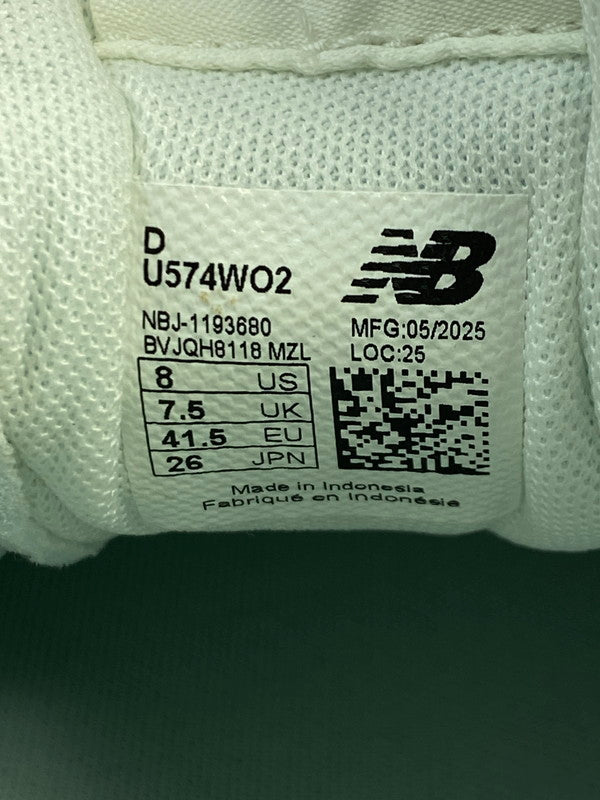 D
U574WO2
NB
NBJ-1193680
BVJQH8118 MZL
MFG:05/2025
LOC:25
8 US
7.5 UK
41.5 EU
26 JPN
Made in Indonesia
Fabriqué en Indonésie